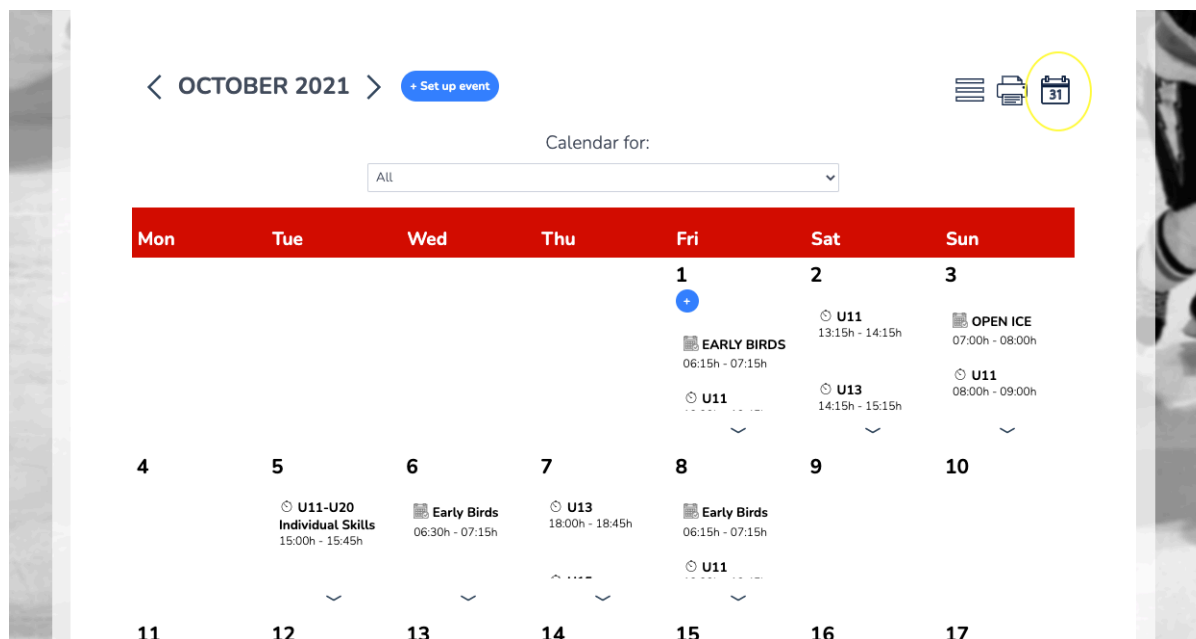 OCTOBER 2021
+ Set up event
31
Calendar for:
All
Mon Tue Wed Thu Fri Sat Sun
1 2 3
+
EARLY BIRDS
06:15h - 07:15h
U11
U11
13:15h - 14:15h
U13
14:15h - 15:15h
OPEN ICE
07:00h - 08:00h
U11
08:00h - 09:00h
4 5 6 7 8 9 10
U11-U20
Individual Skills
15:00h - 15:45h
Early Birds
06:30h - 07:15h
U13
18:00h - 18:45h
Early Birds
06:15h - 07:15h
U11
11 12 13 14 15 16 17